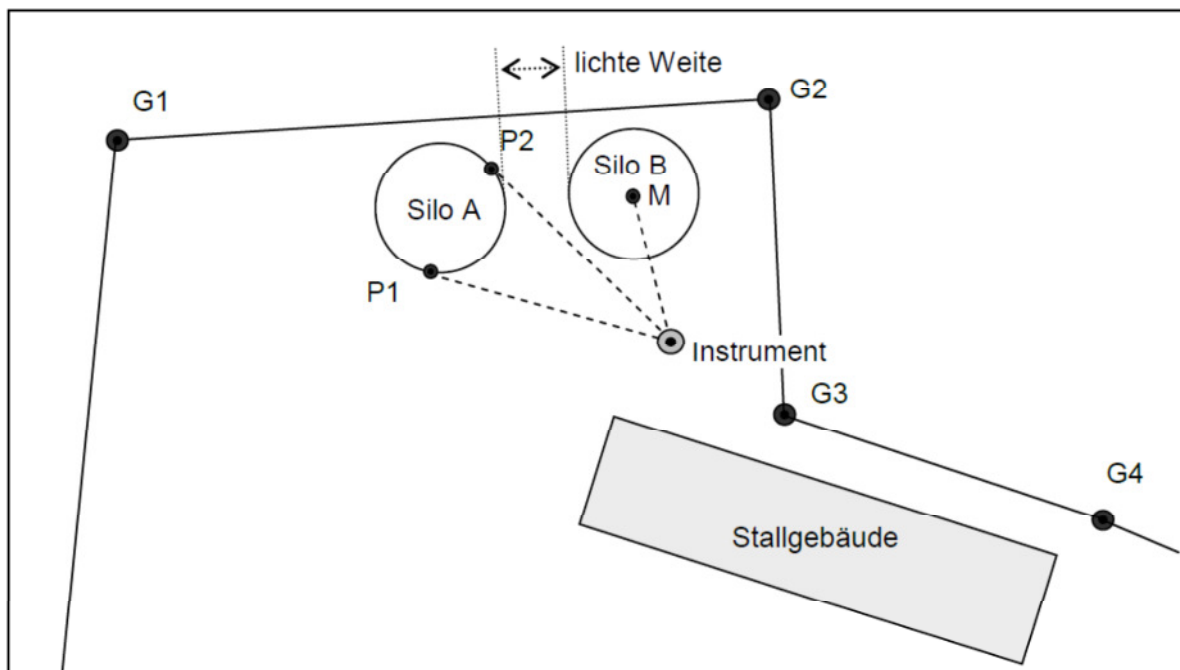 lichte Weite
G1
G2
P2
Silo B
M
Silo A
P1
Instrument
G3
G4
Stallgebäude